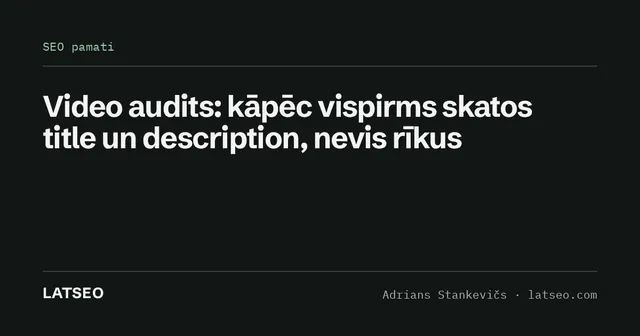 SEO pamati
Video audits: kāpēc vispirms skatos
title un description, nevis rīkus
LATSEO
Adrians Stankevičs · latseo.com